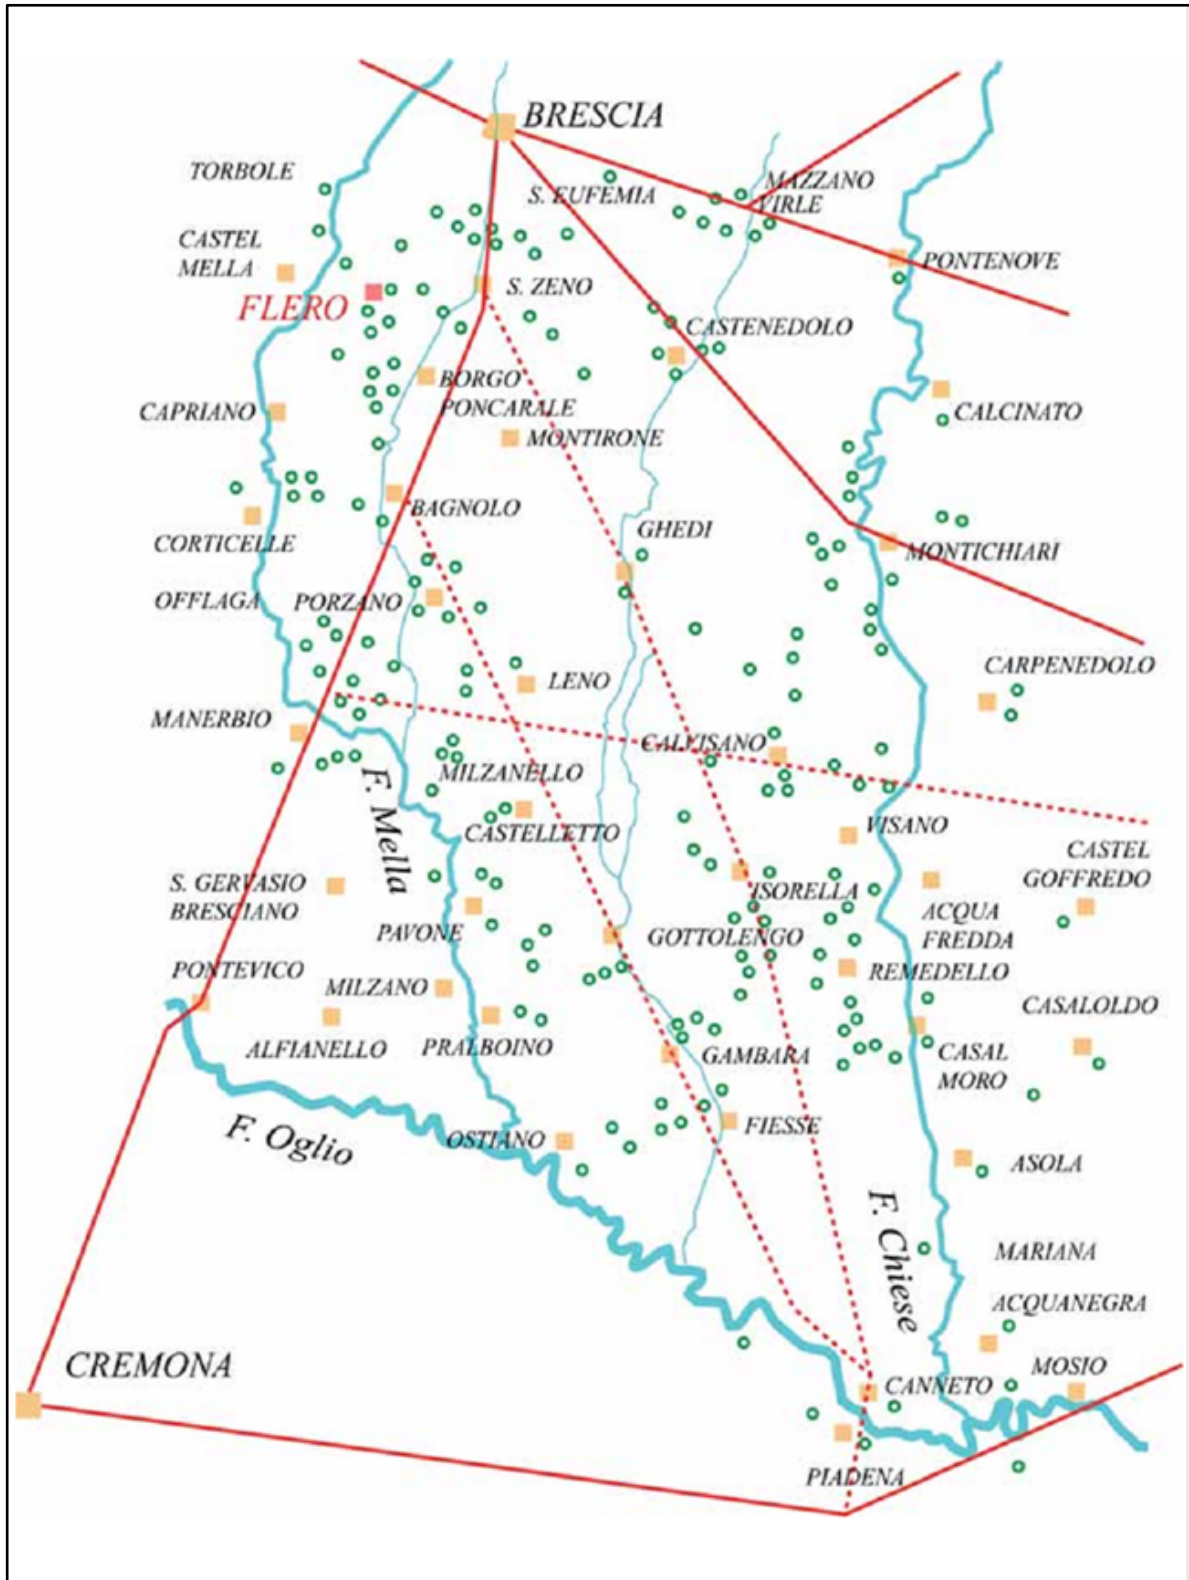 BRESCIA
TORBOLE
S. EUFEMIA
MAZZANO
VIRLE
CASTEL
MELLA
PONTENOVE
FLERO
S. ZENO
CASTENEDOLO
BORGO
PONCARALE
CAPRIANO
CALCINATO
MONTIRONE
BAGNOLO
GHEDI
CORTICELLE
MONTICHIARI
OFFLAGA
PORZANO
CARPENEDOLO
LENO
MANERBIO
CALVISANO
MILZANELLO
F. Mella
CASTELLETTO
VISANO
CASTEL
GOFFREDO
S. GERVASIO
BRESCIANO
ISORELLA
ACQUA
FREDDA
PAVONE
GOTTOLENGO
PONTEVICO
REMEDELLO
MILZANO
CASALOLDO
ALFIANELLO
PRALBOINO
GAMBARA
CASAL
MORO
F. Oglio
OSTIANO
FIESSE
ASOLA
F. Chiese
MARIANA
ACQUANEGRA
CREMONA
CANNETO
MOSIO
PIADENA